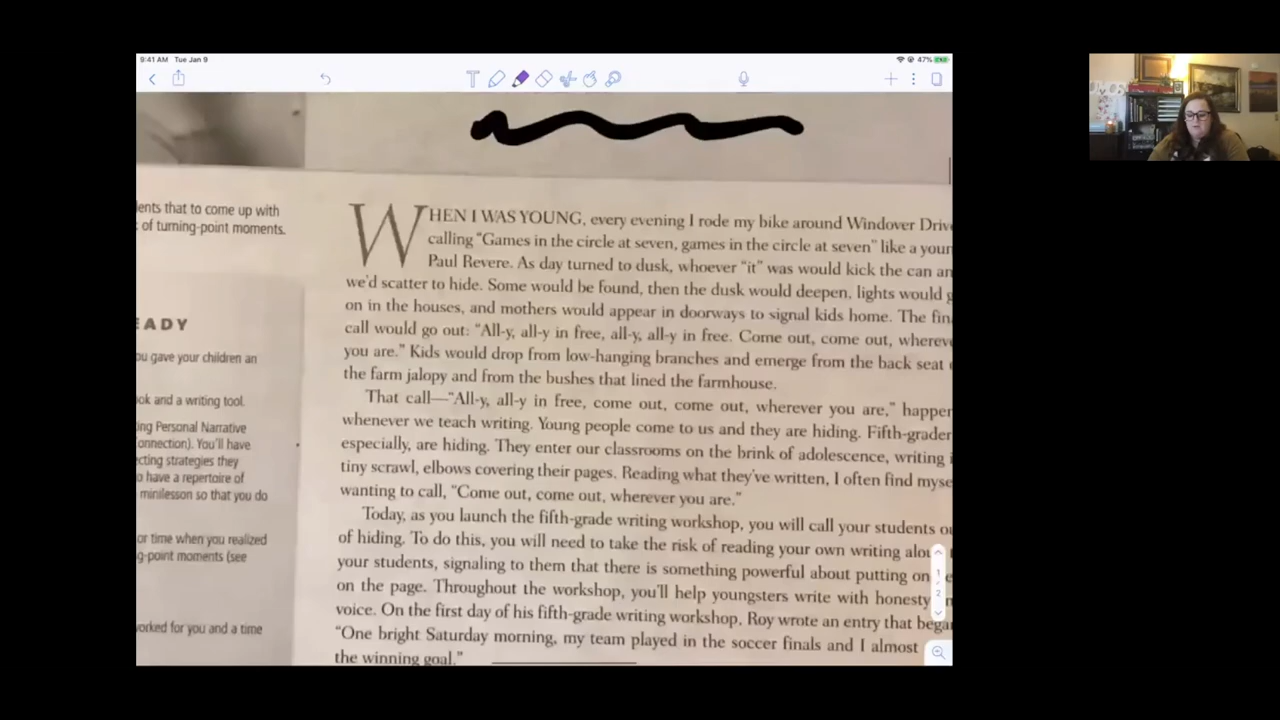 9:41 AM Tue Jan 9
47%
ents that to come up with
of turning-point moments.
EADY
ou gave your children an
ok and a writing tool.
ing Personal Narrative
onnection). You'll have
cting strategies they
o have a repertoire of
minilesson so that you do
or time when you realized
g-point moments (see
orked for you and a time
WHEN I WAS YOUNG, every evening I rode my bike around Windover Drive
calling "Games in the circle at seven, games in the circle at seven" like a your
Paul Revere. As day turned to dusk, whoever "it" was would kick the can an
we'd scatter to hide. Some would be found, then the dusk would deepen, lights would g
on in the houses, and mothers would appear in doorways to signal kids home. The fin
call would go out: "All-y, all-y in free, all-y, all-y in free. Come out, come out, wherev
you are." Kids would drop from low-hanging branches and emerge from the back seat
the farm jalopy and from the bushes that lined the farmhouse.
That call—"All-y, all-y in free, come out, come out, wherever you are," happen
whenever we teach writing. Young people come to us and they are hiding. Fifth-grader
especially, are hiding. They enter our classrooms on the brink of adolescence, writing i
tiny scrawl, elbows covering their pages. Reading what they've written, I often find myse
wanting to call, "Come out, come out, wherever you are."
Today, as you launch the fifth-grade writing workshop, you will call your students o
of hiding. To do this, you will need to take the risk of reading your own writing alou
your students, signaling to them that there is something powerful about putting on
on the page. Throughout the workshop, you'll help youngsters write with honesty
voice. On the first day of his fifth-grade writing workshop, Roy wrote an entry that bega
"One bright Saturday morning, my team played in the soccer finals and I almost
the winning goal."
1
2